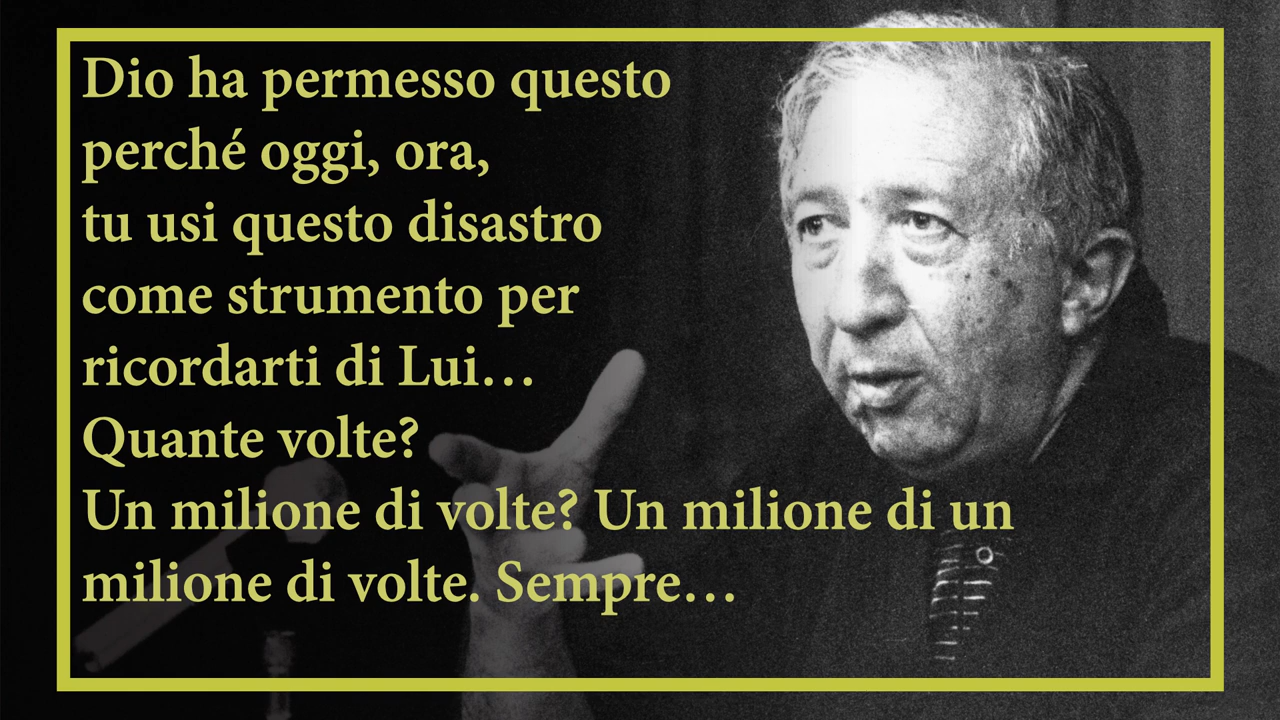 Dio ha permesso questo
perché oggi, ora,
tu usi questo disastro
come strumento per
ricordarti di Lui…
Quante volte?
Un milione di volte? Un milione di un
milione di volte. Sempre…